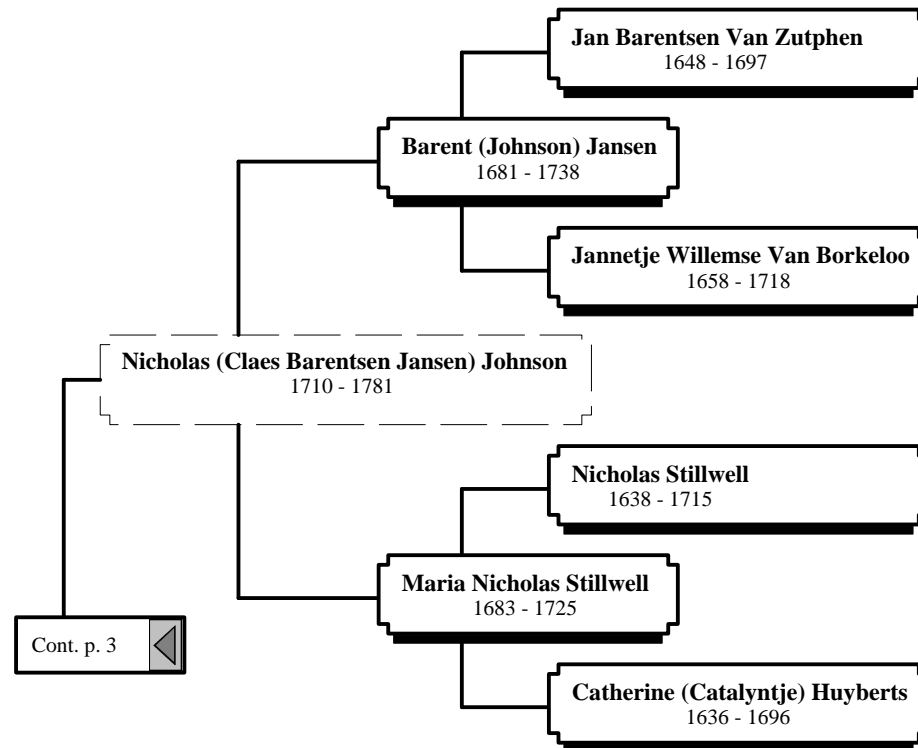 Jan Barentsen Van Zutphen
1648 - 1697
Barent (Johnson) Jansen
1681 - 1738
Jannetje Willemse Van Borkeloo
1658 - 1718
Nicholas (Claes Barentsen Jansen) Johnson
1710 - 1781
Nicholas Stillwell
1638 - 1715
Maria Nicholas Stillwell
1683 - 1725
Cont. p. 3
Catherine (Catalyntje) Huyberts
1636 - 1696